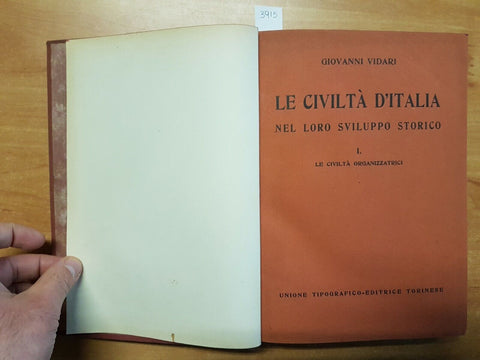 3915
GIOVANNI VIDARI
LE CIVILTÀ D'ITALIA
NEL LORO SVILUPPO STORICO
I.
LE CIVILTÀ ORGANIZZATRICI
UNIONE TIPOGRAFICO-EDITRICE TORINESE